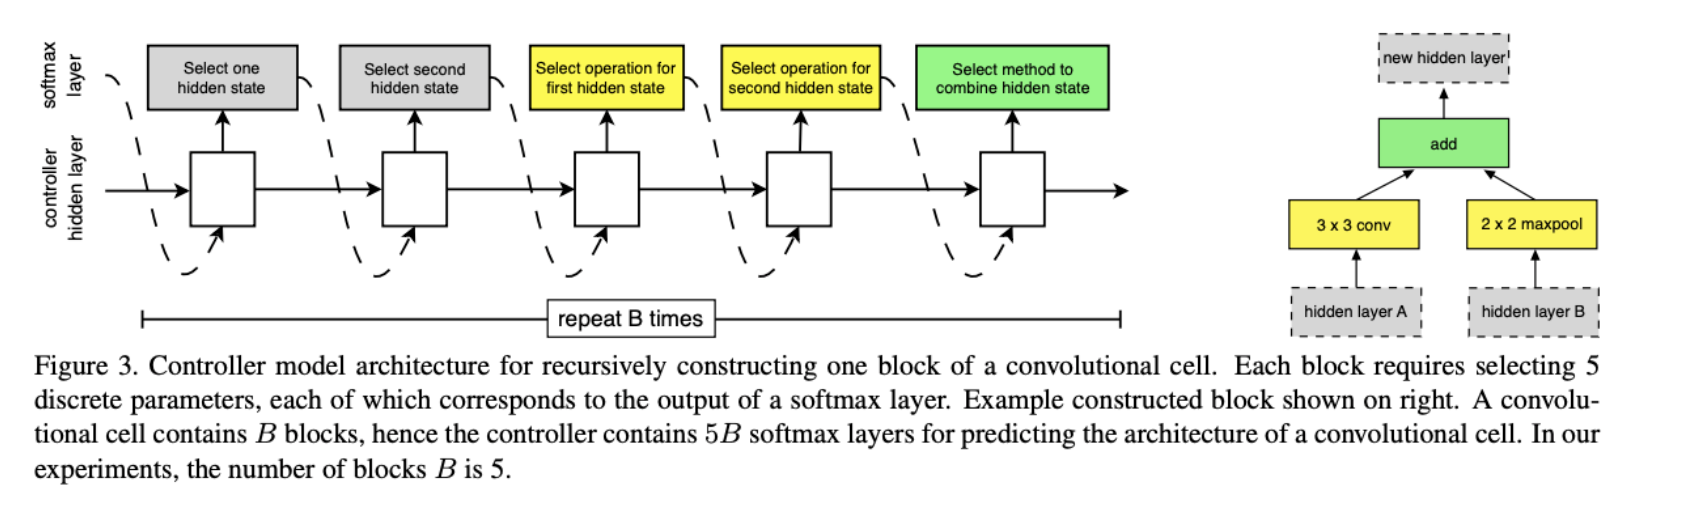 softmax
layer
controller
hidden layer
Select one
hidden state
Select second
hidden state
Select operation for
first hidden state
Select operation for
second hidden state
Select method to
combine hidden state
repeat B times
new hidden layer
add
3 x 3 conv
2 x 2 maxpool
hidden layer A
hidden layer B
Figure 3. Controller model architecture for recursively constructing one block of a convolutional cell. Each block requires selecting 5
discrete parameters, each of which corresponds to the output of a softmax layer. Example constructed block shown on right. A convolu-
tional cell contains B blocks, hence the controller contains 5B softmax layers for predicting the architecture of a convolutional cell. In our
experiments, the number of blocks B is 5.